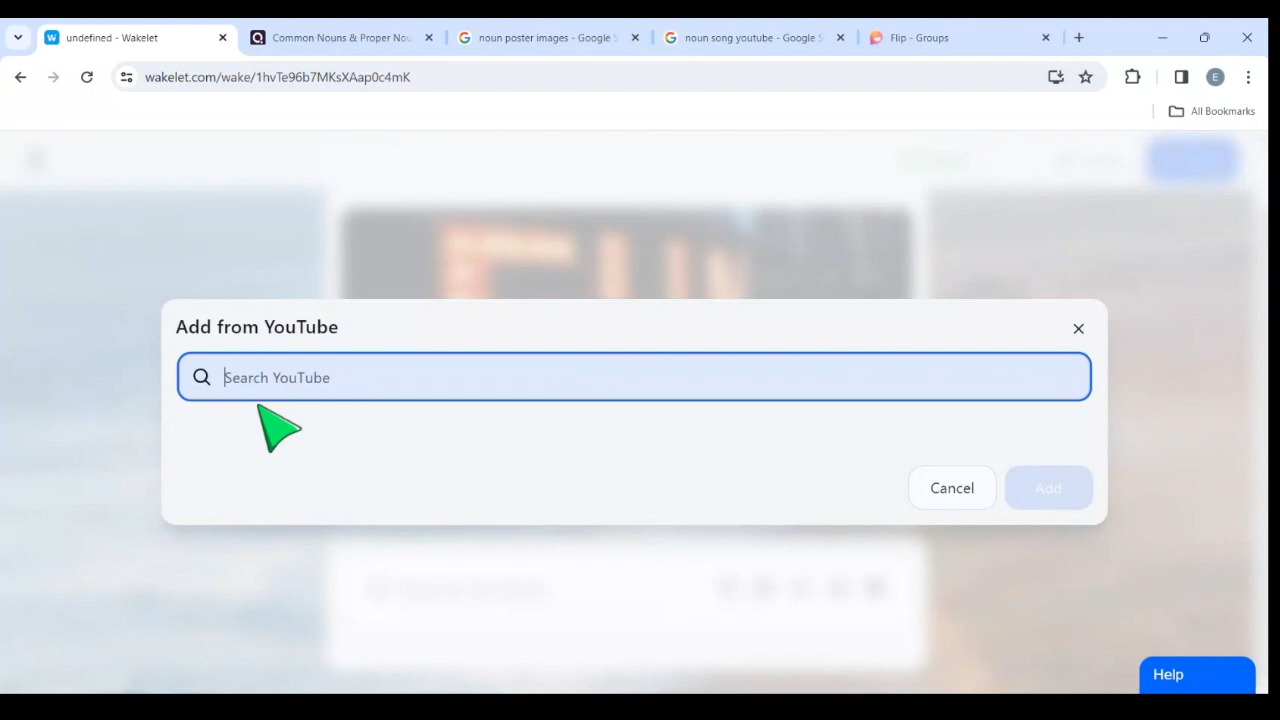 undefined - Wakelet
Common Nouns & Proper Nou
noun poster images - Google S
noun song youtube - Google S
Flip - Groups
wakelet.com/wake/1hvTe96b7MKsXAap0c4mK
E
All Bookmarks
Add from YouTube
Search YouTube
Cancel
Add
Help